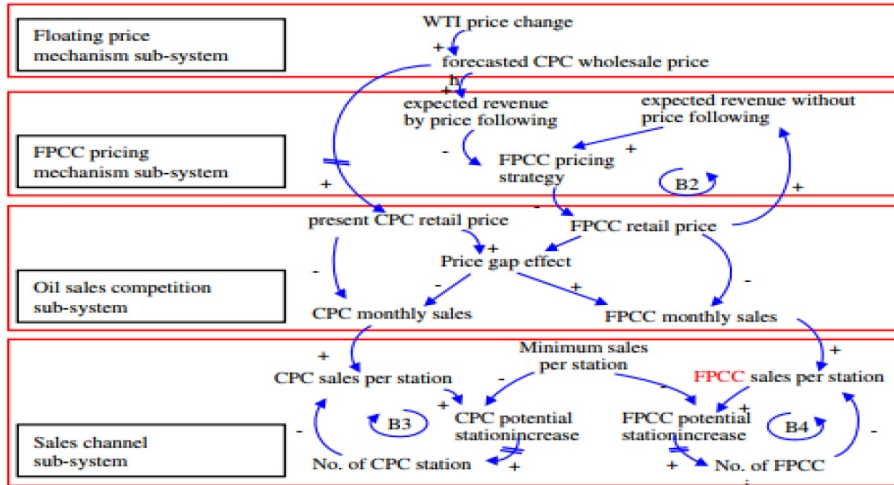 Floating price
mechanism sub-system
WTI price change
+
forecasted CPC wholesale price
h
+
FPCC pricing
mechanism sub-system
expected revenue
by price following
expected revenue without
price following
-
+
FPCC pricing
strategy
B2
+
+
-
Oil sales competition
sub-system
present CPC retail price
FPCC retail price
+
Price gap effect
-
-
+
-
CPC monthly sales
FPCC monthly sales
Sales channel
sub-system
+
Minimum sales
per station
+
CPC sales per station
-
-
FPCC sales per station
+
+
B3
CPC potential
stationincrease
FPCC potential
stationincrease
B4
-
-
No. of CPC station
+
+
No. of FPCC